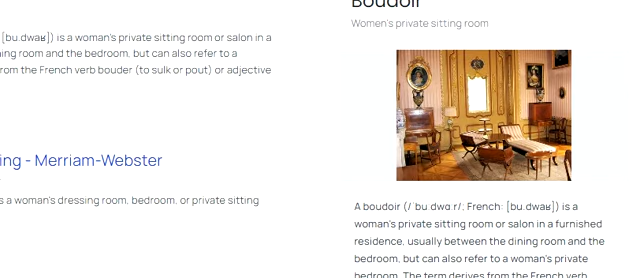 [bu.dwaʁ]) is a woman's private sitting room or salon in a
ing room and the bedroom, but can also refer to a
rom the French verb bouder (to sulk or pout) or adjective
ing - Merriam-Webster
s a woman's dressing room, bedroom, or private sitting
Boudoir
Women's private sitting room
A boudoir (/ˈbuː.dwɑːr/; French: [bu.dwaʁ]) is a
woman's private sitting room or salon in a furnished
residence, usually between the dining room and the
bedroom, but can also refer to a woman's private
bedroom. The term derives from the French verb